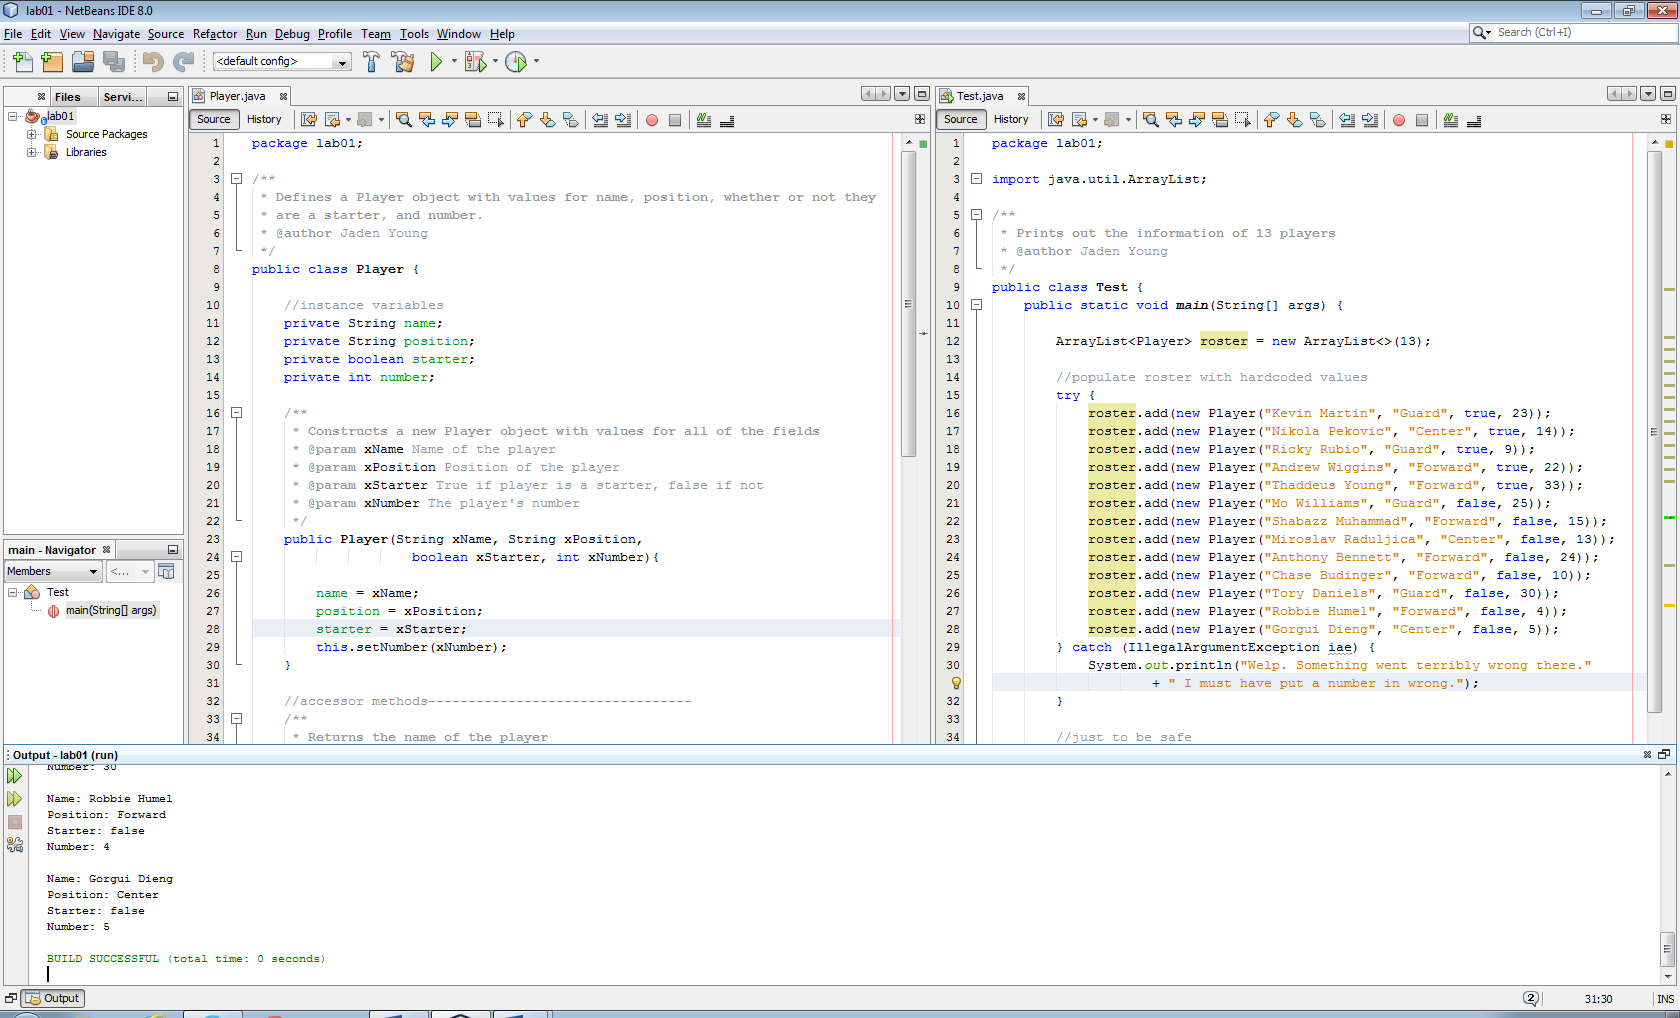 lab01 - NetBeans IDE 8.0
File Edit View Navigate Source Refactor Run Debug Profile Team Tools Window Help
Search (Ctrl+I)
<default config>
Files Servi...
lab01
Source Packages
Libraries
main - Navigator
Members <...
Test
main(String[] args)
Player.java
Source History
1 package lab01;
2
3 /**
4 * Defines a Player object with values for name, position, whether or not they
5 * are a starter, and number.
6 * @author Jaden Young
7 */
8 public class Player {
9
10 //instance variables
11 private String name;
12 private String position;
13 private boolean starter;
14 private int number;
15
16 /**
17 * Constructs a new Player object with values for all of the fields
18 * @param xName Name of the player
19 * @param xPosition Position of the player
20 * @param xStarter True if player is a starter, false if not
21 * @param xNumber The player's number
22 */
23 public Player(String xName, String xPosition,
24 boolean xStarter, int xNumber){
25
26 name = xName;
27 position = xPosition;
28 starter = xStarter;
29 this.setNumber(xNumber);
30 }
31
32 //accessor methods---------------------------------
33 /**
34 * Returns the name of the player
Test.java
Source History
1 package lab01;
2
3 import java.util.ArrayList;
4
5 /**
6 * Prints out the information of 13 players
7 * @author Jaden Young
8 */
9 public class Test {
10 public static void main(String[] args) {
11
12 ArrayList<Player> roster = new ArrayList<>(13);
13
14 //populate roster with hardcoded values
15 try {
16 roster.add(new Player("Kevin Martin", "Guard", true, 23));
17 roster.add(new Player("Nikola Pekovic", "Center", true, 14));
18 roster.add(new Player("Ricky Rubio", "Guard", true, 9));
19 roster.add(new Player("Andrew Wiggins", "Forward", true, 22));
20 roster.add(new Player("Thaddeus Young", "Forward", true, 33));
21 roster.add(new Player("Mo Williams", "Guard", false, 25));
22 roster.add(new Player("Shabazz Muhammad", "Forward", false, 15));
23 roster.add(new Player("Miroslav Raduljica", "Center", false, 13));
24 roster.add(new Player("Anthony Bennett", "Forward", false, 24));
25 roster.add(new Player("Chase Budinger", "Forward", false, 10));
26 roster.add(new Player("Tory Daniels", "Guard", false, 30));
27 roster.add(new Player("Robbie Humel", "Forward", false, 4));
28 roster.add(new Player("Gorgui Dieng", "Center", false, 5));
29 } catch (IllegalArgumentException iae) {
30 System.out.println("Welp. Something went terribly wrong there."
+ " I must have put a number in wrong.");
32 }
33
34 //just to be safe
Output - lab01 (run)
Number: 30
Name: Robbie Humel
Position: Forward
Starter: false
Number: 4
Name: Gorgui Dieng
Position: Center
Starter: false
Number: 5
BUILD SUCCESSFUL (total time: 0 seconds)
Output
2 31:30 INS